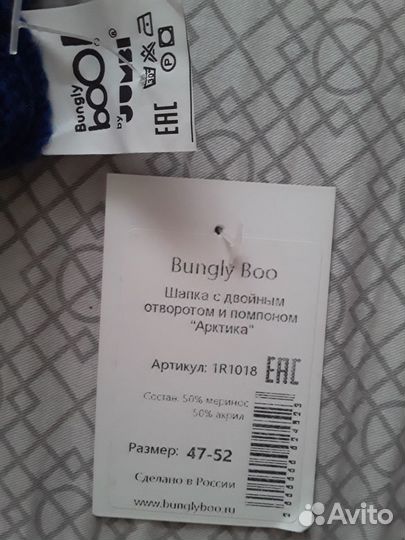 Bungly
boo!
by
JUMBI
EAC
Bungly Boo
Шапка с двойным
отворотом и помпоном
"Арктика"
Артикул: 1R1018
EAC
Состав: 50% меринос
50% акрил
Размер: 47-52
Сделано в России
www.bunglyboo.ru
Avito